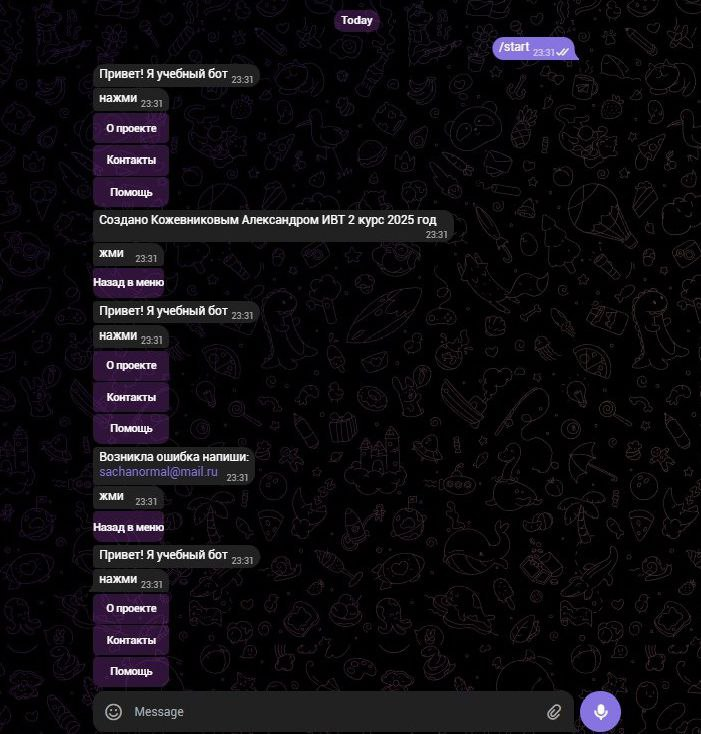 Today
/start 23:31
Привет! Я учебный бот 23:31
нажми 23:31
О проекте
Контакты
Помощь
Создано Кожевниковым Александром ИВТ 2 курс 2025 год
23:31
жми 23:31
Назад в меню
Привет! Я учебный бот 23:31
нажми 23:31
О проекте
Контакты
Помощь
Возникла ошибка напиши:
sachanormal@mail.ru 23:31
жми 23:31
Назад в меню
Привет! Я учебный бот 23:31
нажми 23:31
О проекте
Контакты
Помощь
Message